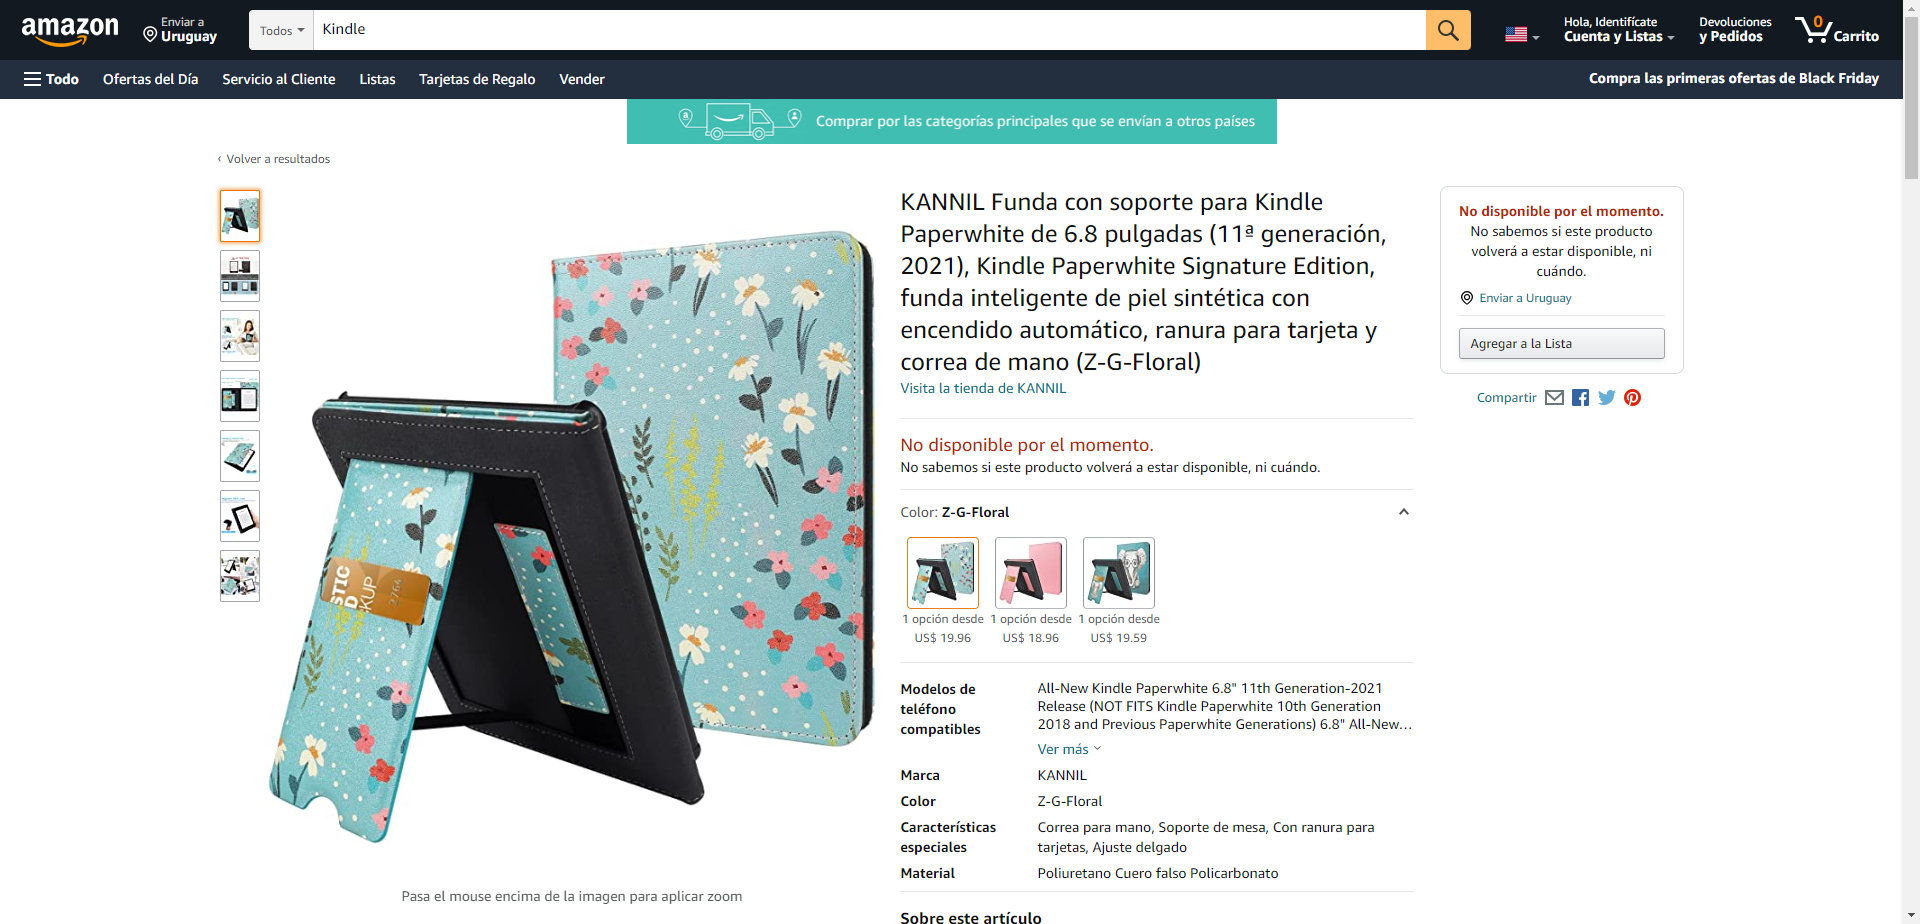 amazon
Enviar a
Uruguay
Todos
Kindle
Hola, Identifícate
Cuenta y Listas
Devoluciones
y Pedidos
0
Carrito
Todo
Ofertas del Día
Servicio al Cliente
Listas
Tarjetas de Regalo
Vender
Compra las primeras ofertas de Black Friday
Comprar por las categorías principales que se envían a otros países
‹ Volver a resultados
KANNIL Funda con soporte para Kindle
Paperwhite de 6.8 pulgadas (11ª generación,
2021), Kindle Paperwhite Signature Edition,
funda inteligente de piel sintética con
encendido automático, ranura para tarjeta y
correa de mano (Z-G-Floral)
Visita la tienda de KANNIL
No disponible por el momento.
No sabemos si este producto volverá a estar disponible, ni cuándo.
Color: Z-G-Floral
1 opción desde
US$ 19.96
1 opción desde
US$ 18.96
1 opción desde
US$ 19.59
Modelos de
teléfono
compatibles
All-New Kindle Paperwhite 6.8" 11th Generation-2021
Release (NOT FITS Kindle Paperwhite 10th Generation
2018 and Previous Paperwhite Generations) 6.8" All-New…
Ver más
Marca
KANNIL
Color
Z-G-Floral
Características
especiales
Correa para mano, Soporte de mesa, Con ranura para
tarjetas, Ajuste delgado
Material
Poliuretano Cuero falso Policarbonato
Sobre este artículo
No disponible por el momento.
No sabemos si este producto
volverá a estar disponible, ni
cuándo.
Enviar a Uruguay
Agregar a la Lista
Compartir
STIC
D
KUP
2764
Pasa el mouse encima de la imagen para aplicar zoom